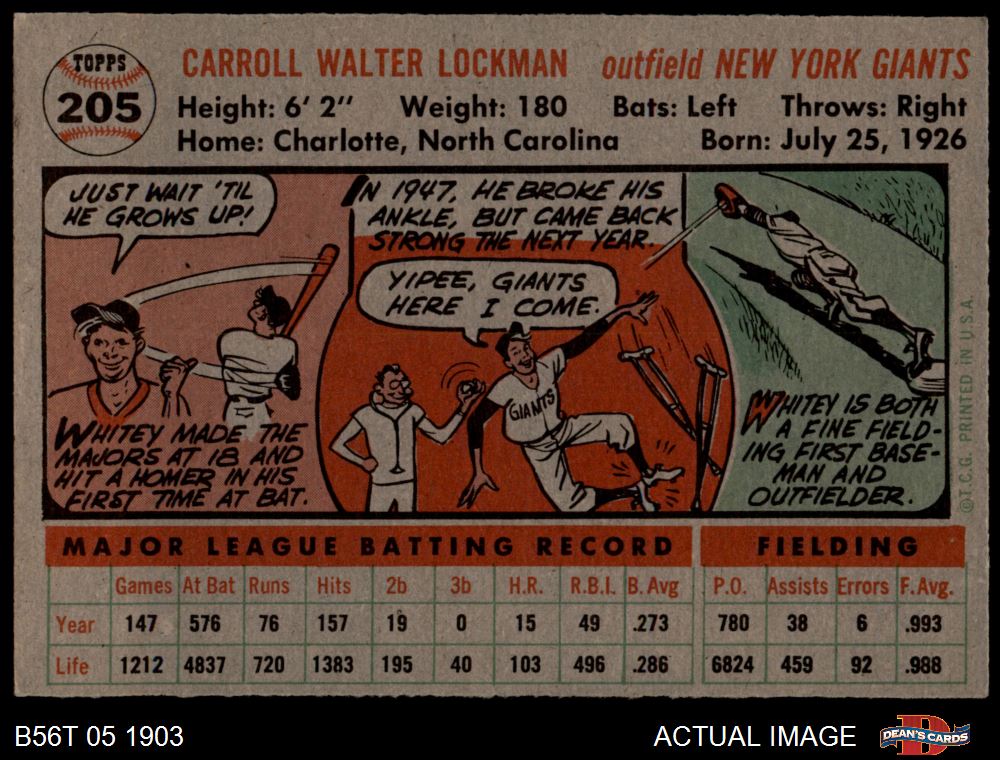 TOPPS
205
CARROLL WALTER LOCKMAN outfield NEW YORK GIANTS
Height: 6' 2" Weight: 180 Bats: Left Throws: Right
Home: Charlotte, North Carolina Born: July 25, 1926
JUST WAIT 'TIL
HE GROWS UP!
WHITEY MADE THE
MAJORS AT 18 AND
HIT A HOMER IN HIS
FIRST TIME AT BAT.
IN 1947, HE BROKE HIS
ANKLE, BUT CAME BACK
STRONG THE NEXT YEAR.
YIPEE, GIANTS
HERE I COME.
GIANTS
WHITEY IS BOTH
A FINE FIELD-
ING FIRST BASE-
MAN AND
OUTFIELDER.
© T.C.G. PRINTED IN U.S.A.
MAJOR LEAGUE BATTING RECORD FIELDING
Games At Bat Runs Hits 2b 3b H.R. R.B.I. B. Avg P.O. Assists Errors F. Avg.
Year 147 576 76 157 19 0 15 49 .273 780 38 6 .993
Life 1212 4837 720 1383 195 40 103 496 .286 6824 459 92 .988
B56T 05 1903 ACTUAL IMAGE DEAN'S CARDS